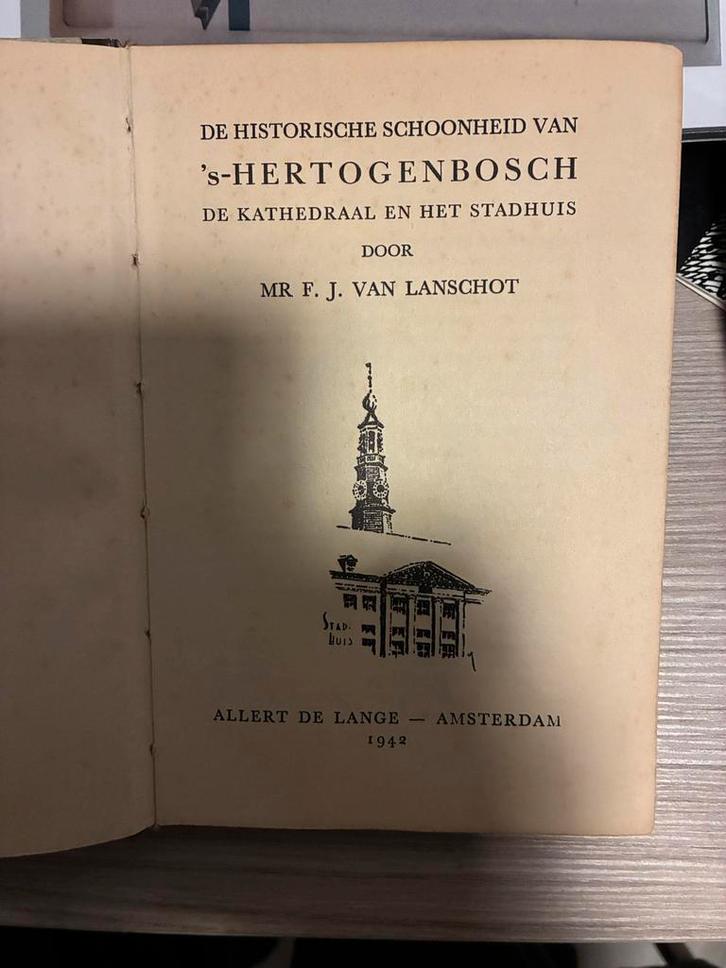 DE HISTORISCHE SCHOONHEID VAN
's-HERTOGENBOSCH
DE KATHEDRAAL EN HET STADHUIS
DOOR
MR F. J. VAN LANSCHOT
STAD-
HUIS
ALLERT DE LANGE — AMSTERDAM
1942